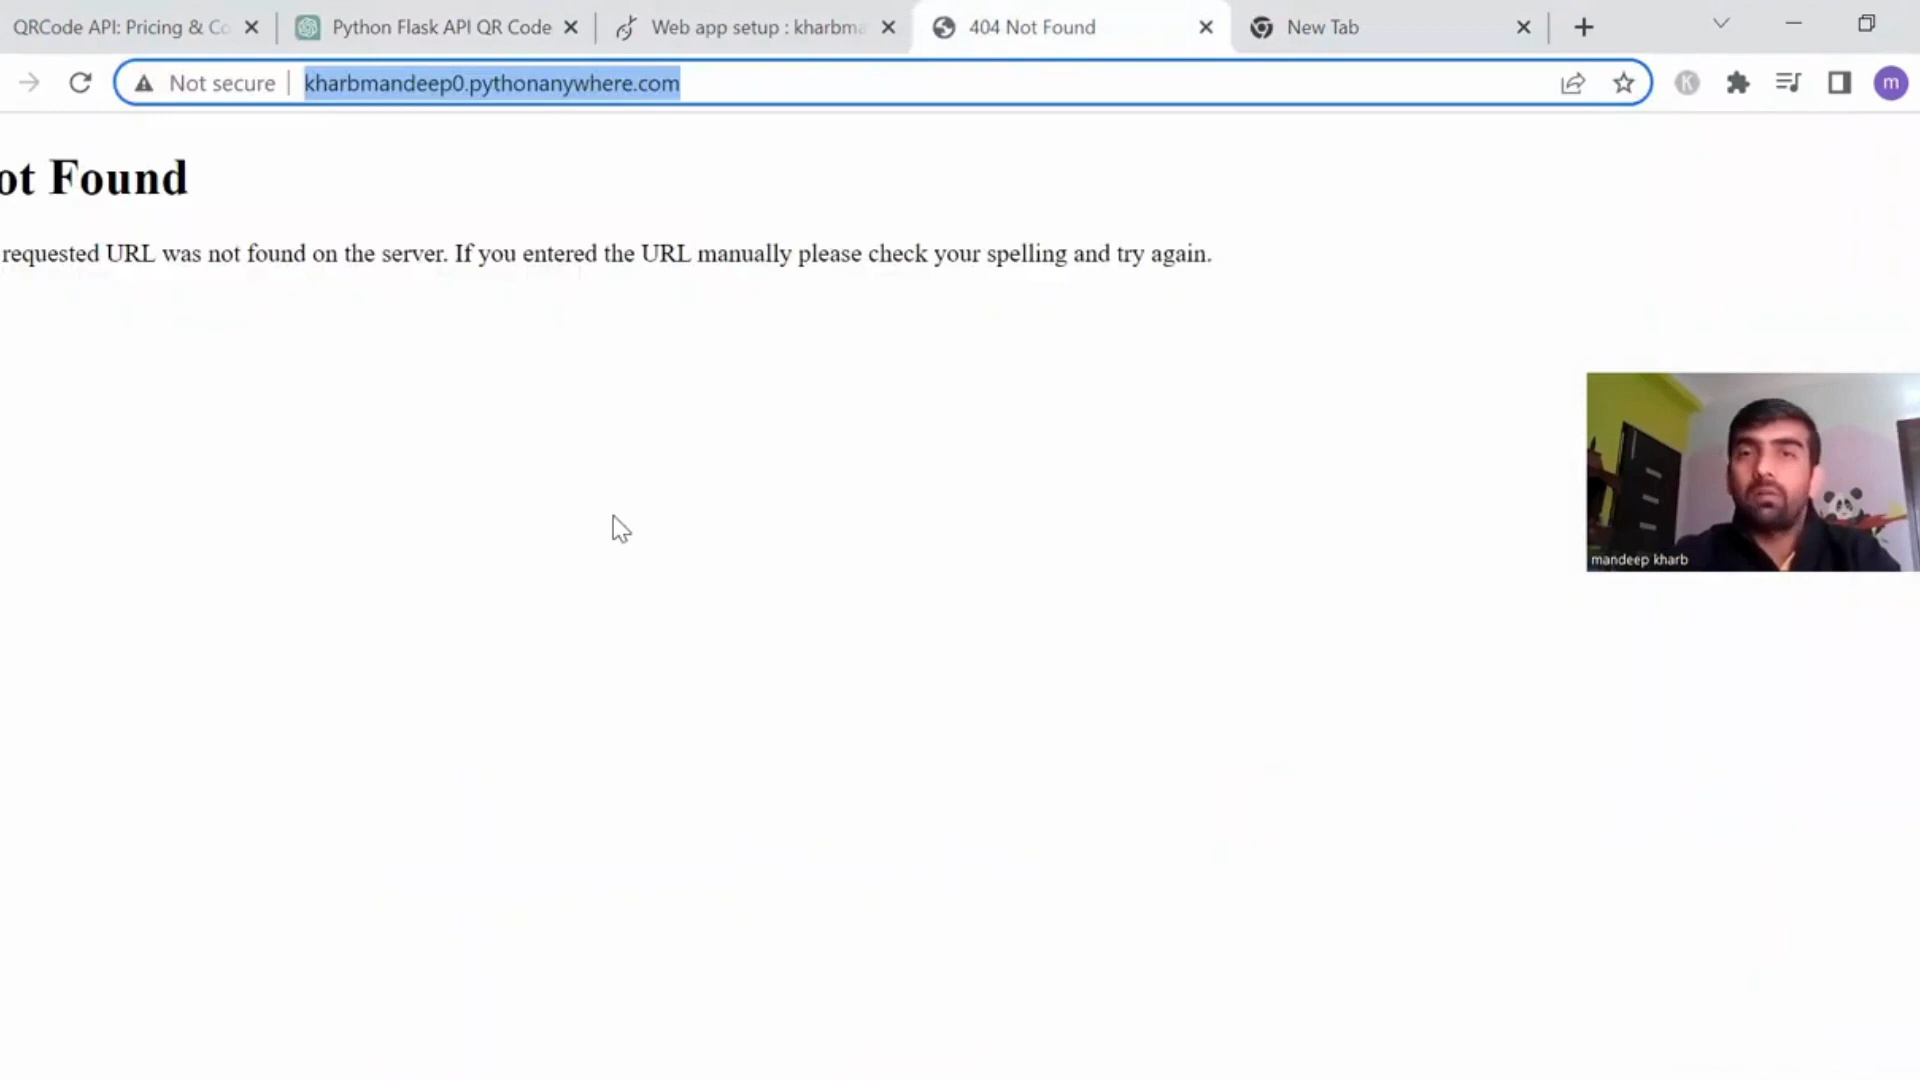 QRCode API: Pricing & Co
Python Flask API QR Code
Web app setup : kharbma
404 Not Found
New Tab
Not secure
kharbmandeep0.pythonanywhere.com
K
m
ot Found
requested URL was not found on the server. If you entered the URL manually please check your spelling and try again.
mandeep kharb